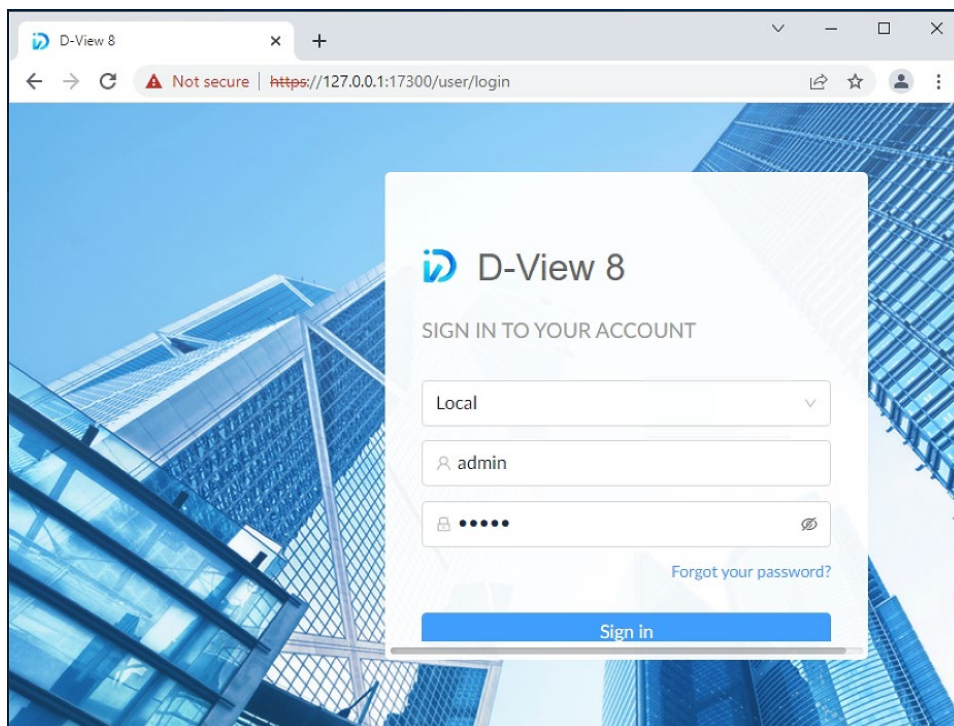 D-View 8
Not secure | https://127.0.0.1:17300/user/login
D-View 8
SIGN IN TO YOUR ACCOUNT
Local
admin
•••••
Forgot your password?
Sign in